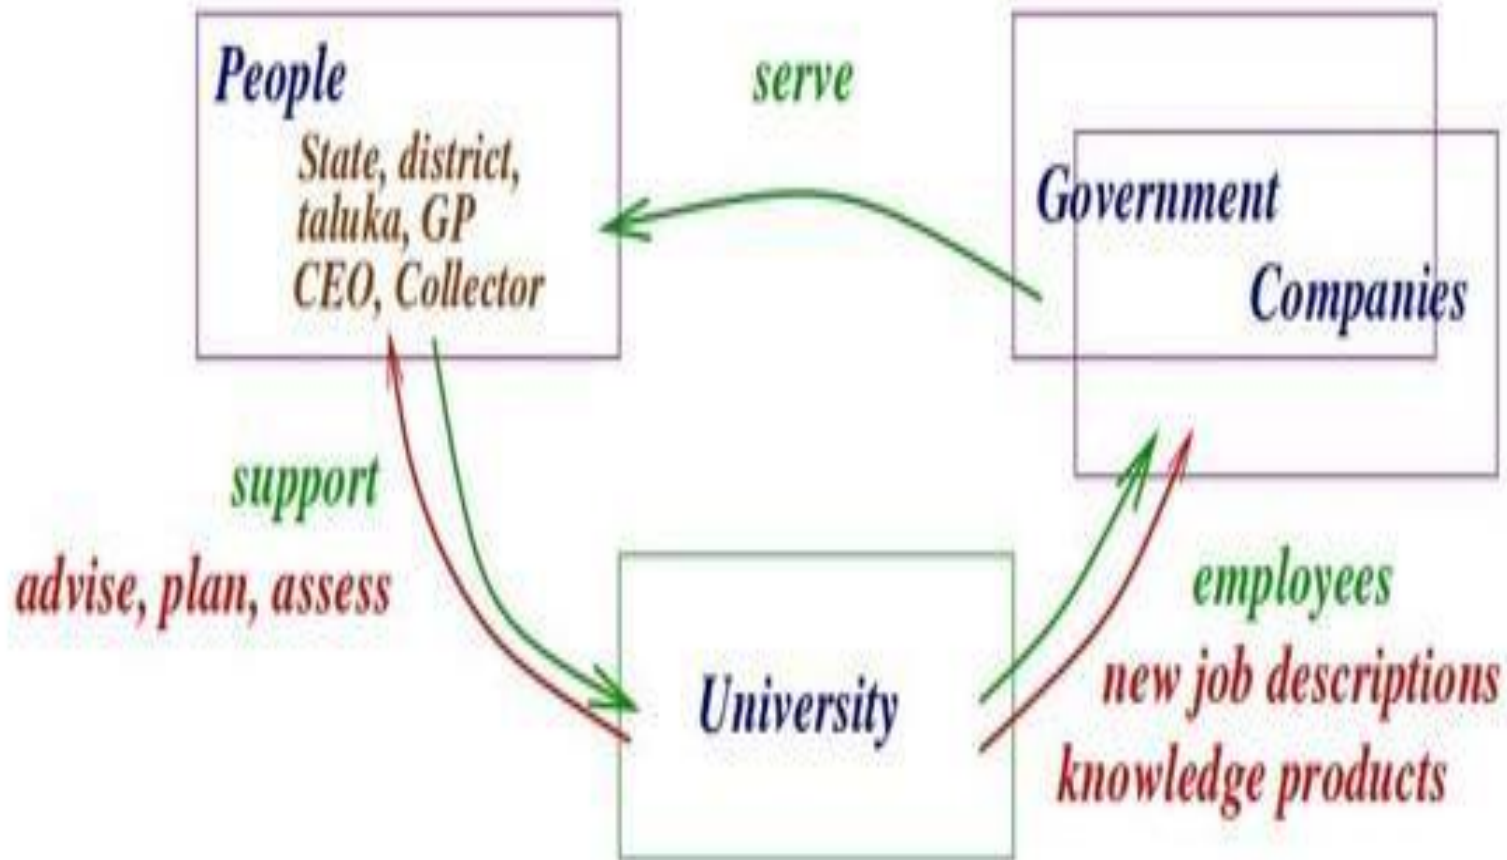 People
State, district,
taluka, GP
CEO, Collector
serve
Government
Companies
support
advise, plan, assess
University
employees
new job descriptions
knowledge products